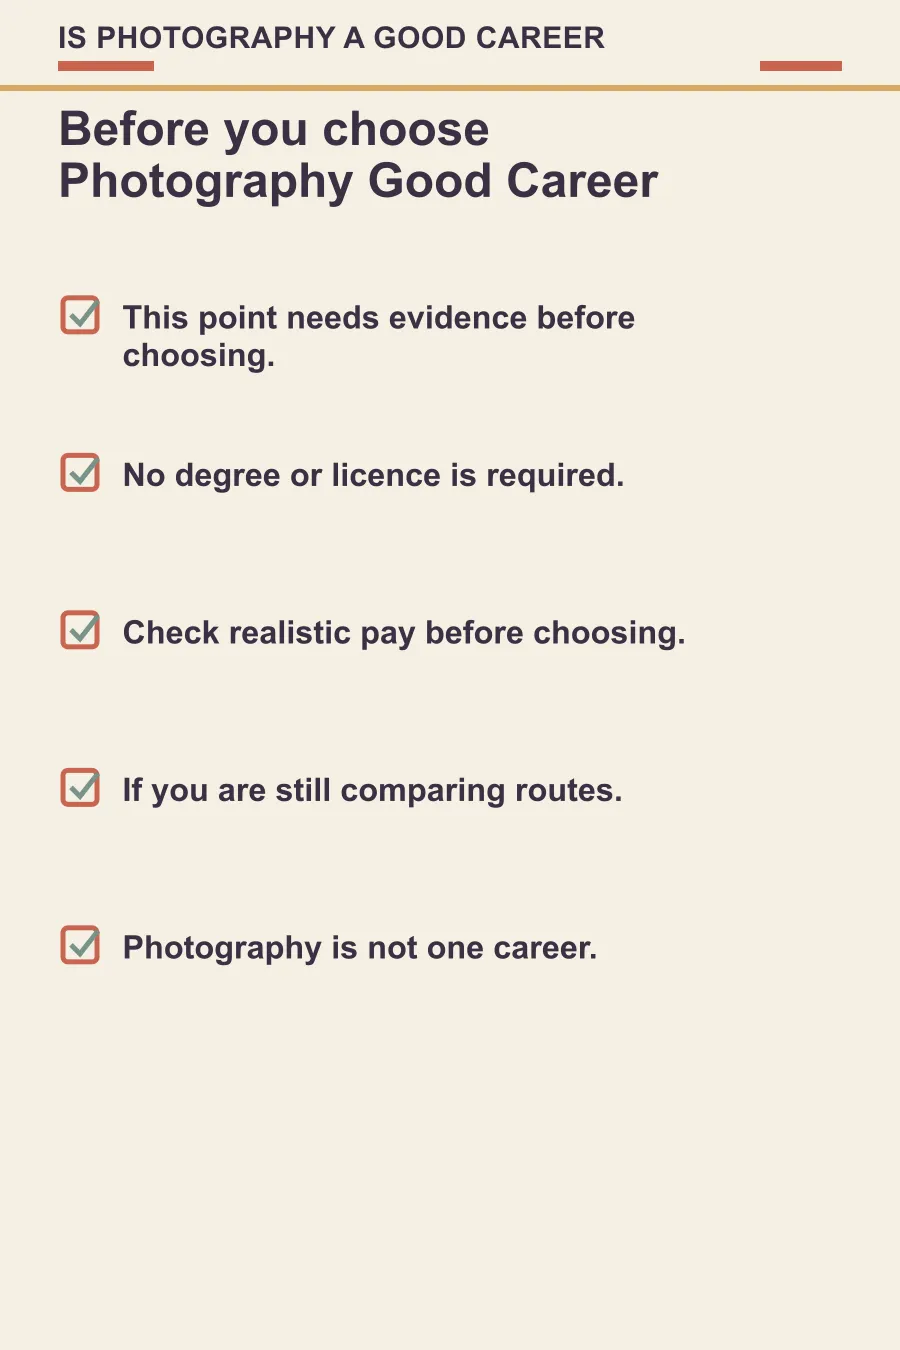 IS PHOTOGRAPHY A GOOD CAREER
Before you choose
Photography Good Career
This point needs evidence before
choosing.
No degree or licence is required.
Check realistic pay before choosing.
If you are still comparing routes.
Photography is not one career.